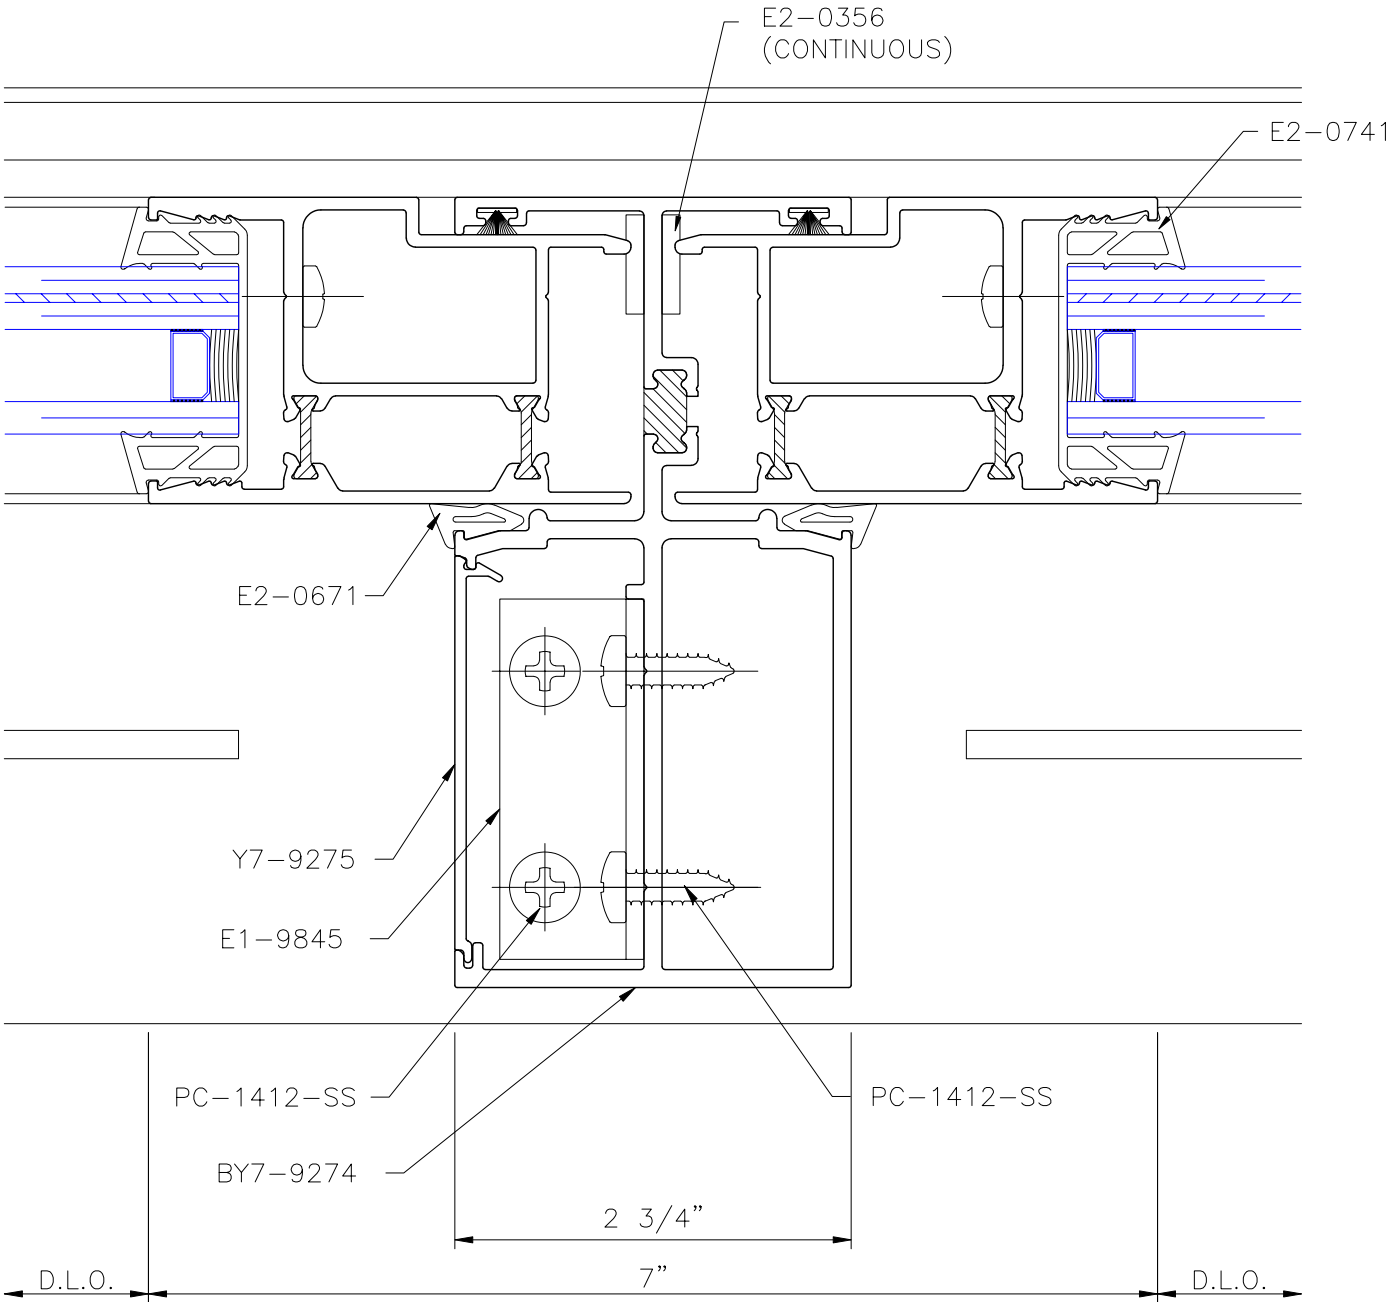 E2-0356
(CONTINUOUS)
E2-0741
E2-0671
Y7-9275
E1-9845
PC-1412-SS
PC-1412-SS
BY7-9274
2 3/4”
7”
D.L.O.
D.L.O.